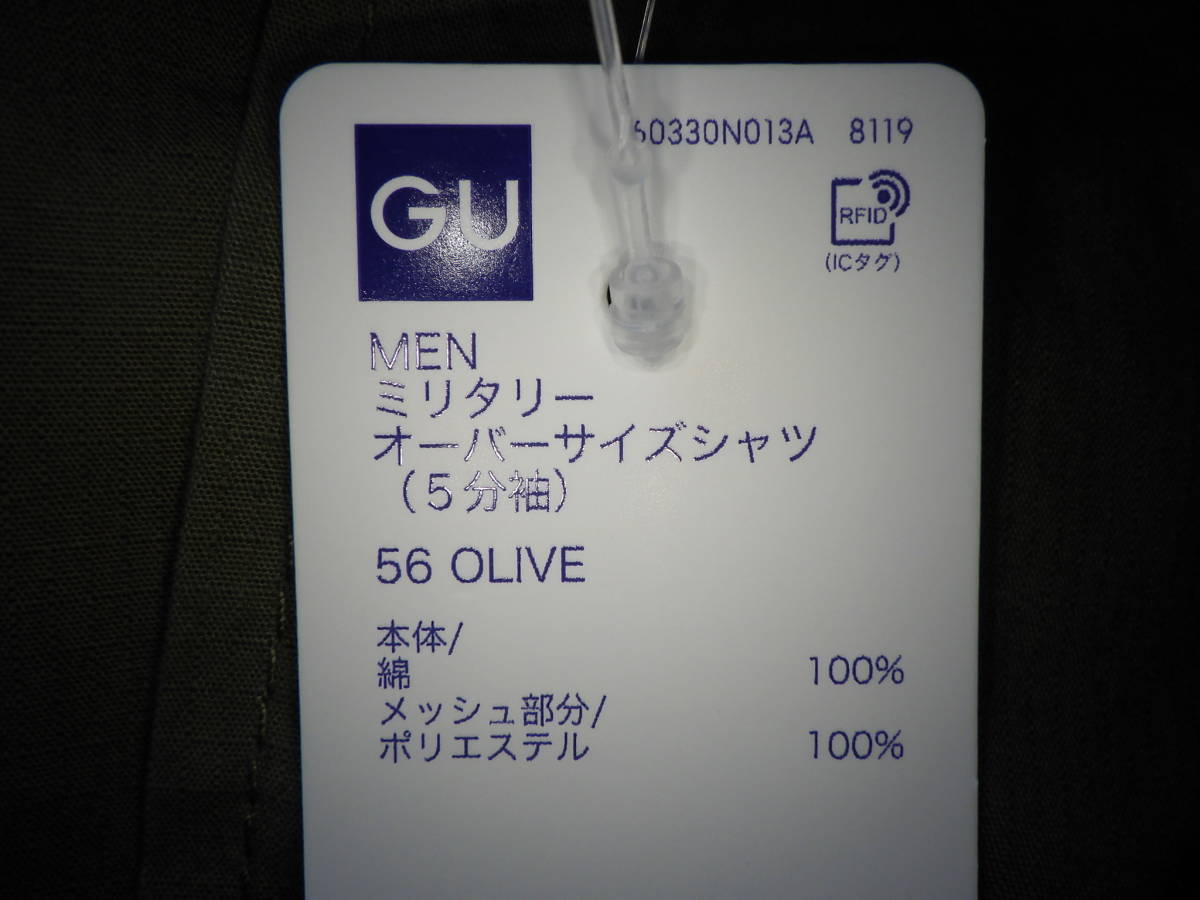 GU
60330N013A 8119
RFID
(ICタグ)
MEN
ミリタリー
オーバーサイズシャツ
（5分袖）
56 OLIVE
本体/
綿 100%
メッシュ部分/
ポリエステル 100%